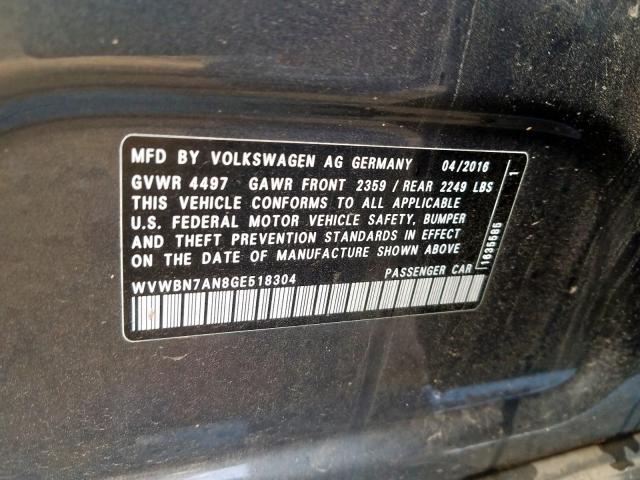 MFD BY VOLKSWAGEN AG GERMANY 04/2016
GVWR 4497 GAWR FRONT 2359 / REAR 2249 LBS
THIS VEHICLE CONFORMS TO ALL APPLICABLE
U.S. FEDERAL MOTOR VEHICLE SAFETY, BUMPER
AND THEFT PREVENTION STANDARDS IN EFFECT
ON THE DATE OF MANUFACTURE SHOWN ABOVE
WVWBN7AN8GE518304 PASSENGER CAR
1635585 1